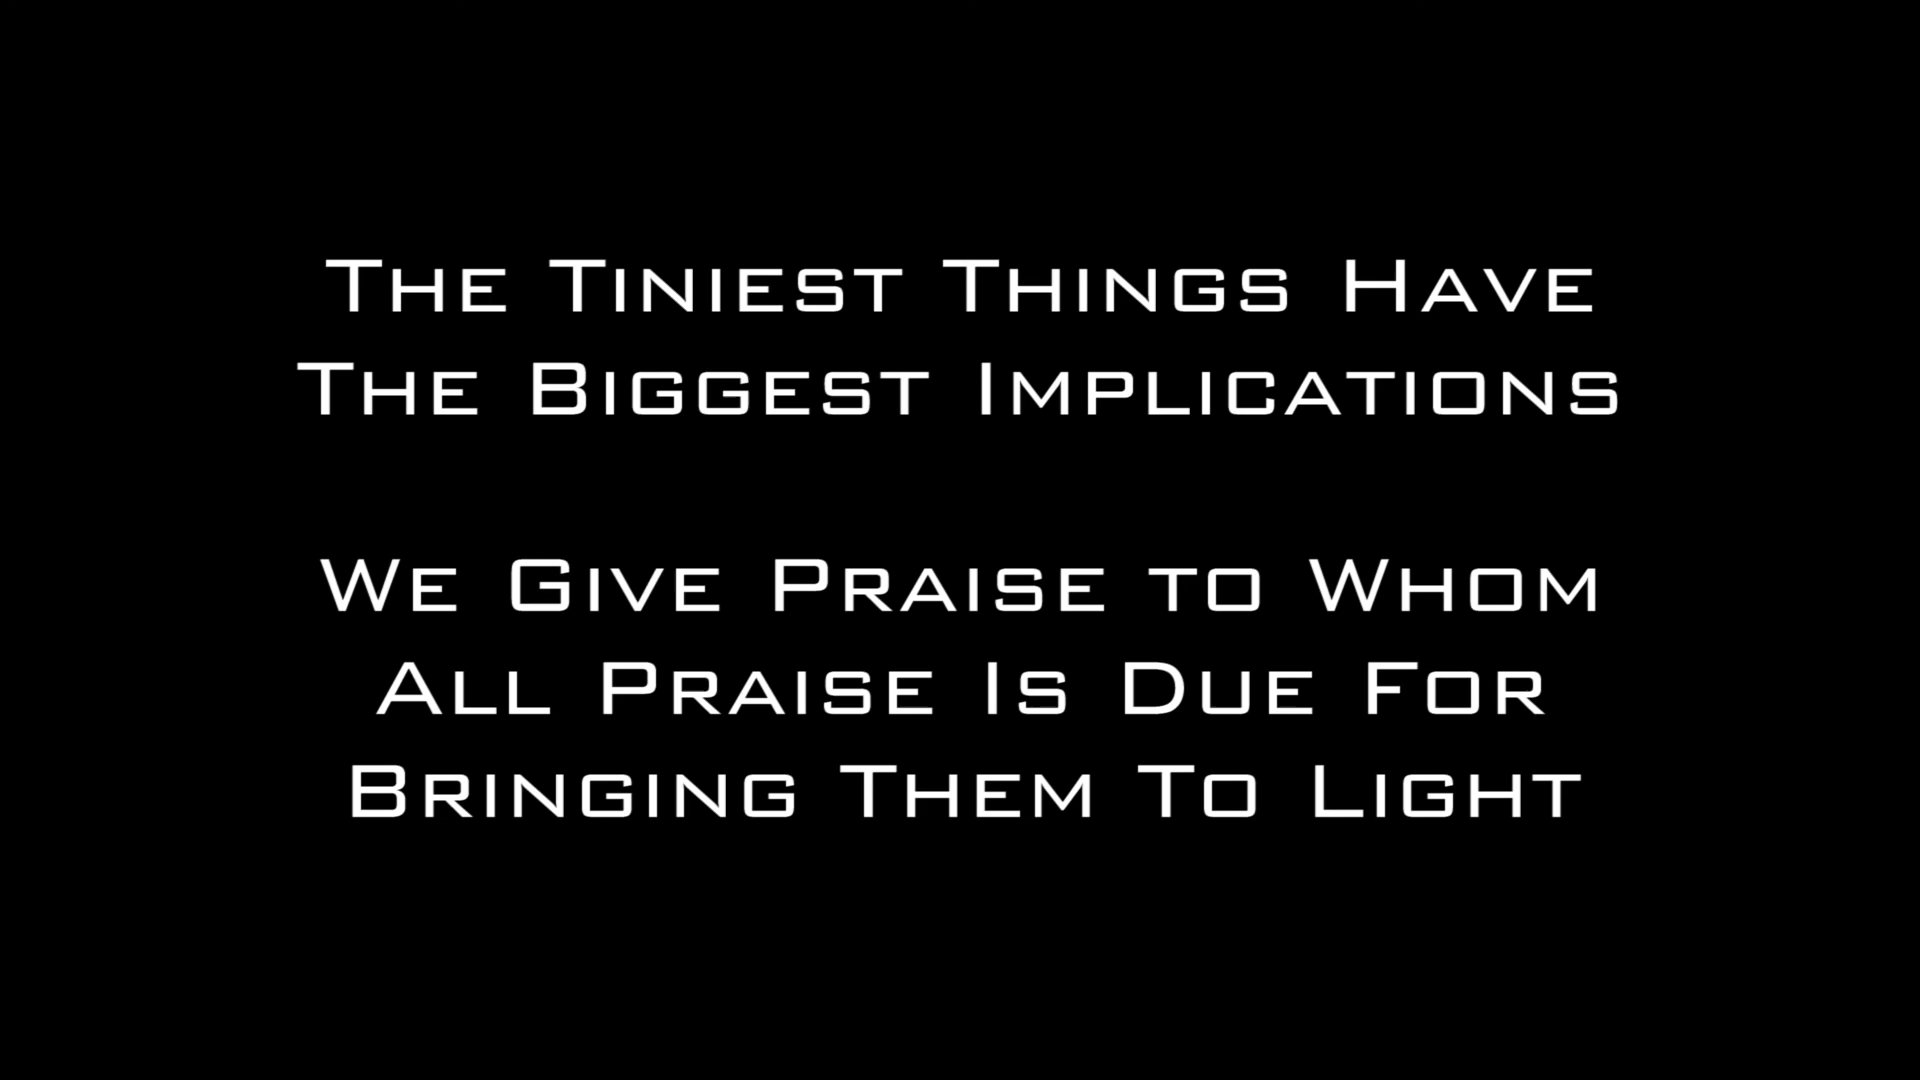 The Tiniest Things Have
The Biggest Implications
We Give Praise to Whom
All Praise Is Due For
Bringing Them To Light